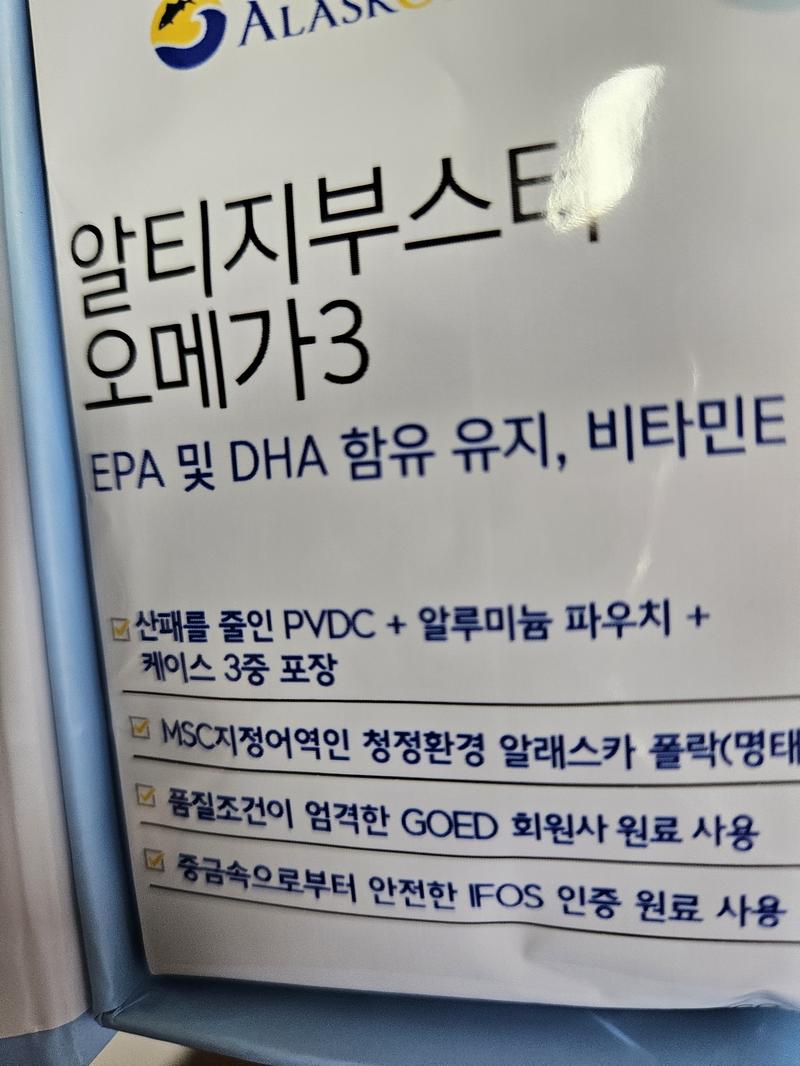 알티지부스터
오메가3
EPA 및 DHA 함유 유지, 비타민E
산패를 줄인 PVDC + 알루미늄 파우치 +
케이스 3중 포장
MSC지정어역인 청정환경 알래스카 폴락(명태
품질조건이 엄격한 GOED 회원사 원료 사용
중금속으로부터 안전한 IFOS 인증 원료 사용